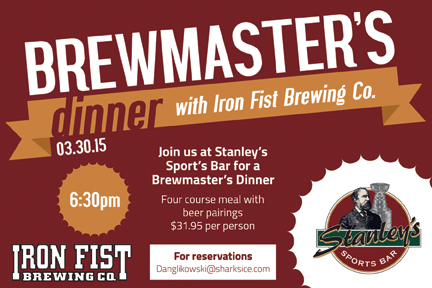 BREWMASTER'S
dinner with Iron Fist Brewing Co.
03.30.15
6:30pm
Join us at Stanley's
Sport's Bar for a
Brewmaster's Dinner
Four course meal with
beer pairings
$31.95 per person
IRON FIST
BREWING CO.
For reservations
Danglikowski@sharksice.com
Stanley's
SPORTS BAR